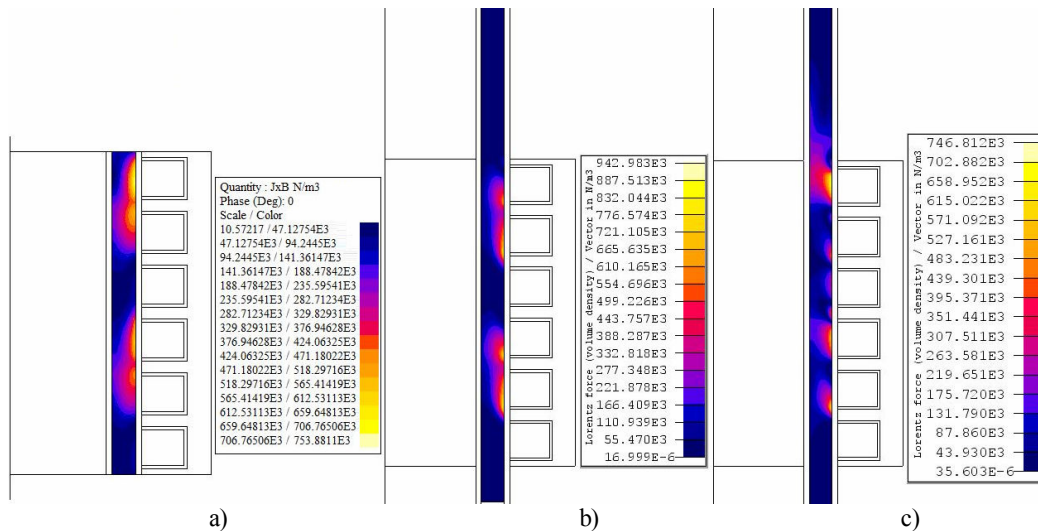 Quantity : JxB N/m3
Phase (Deg): 0
Scale / Color
10.57217 / 47.12754E3
47.12754E3 / 94.2445E3
94.2445E3 / 141.36147E3
141.36147E3 / 188.47842E3
188.47842E3 / 235.59541E3
235.59541E3 / 282.71234E3
282.71234E3 / 329.82931E3
329.82931E3 / 376.94628E3
376.94628E3 / 424.06325E3
424.06325E3 / 471.18022E3
471.18022E3 / 518.29716E3
518.29716E3 / 565.41419E3
565.41419E3 / 612.53113E3
612.53113E3 / 659.64813E3
659.64813E3 / 706.76506E3
706.76506E3 / 753.8811E3
a)
Lorentz force (volume density) / Vector in N/m3
942.983E3
887.513E3
832.044E3
776.574E3
721.105E3
665.635E3
610.165E3
554.696E3
499.226E3
443.757E3
388.287E3
332.818E3
277.348E3
221.878E3
166.409E3
110.939E3
55.470E3
16.999E-6
b)
Lorentz force (volume density) / Vector in N/m3
746.812E3
702.882E3
658.952E3
615.022E3
571.092E3
527.161E3
483.231E3
439.301E3
395.371E3
351.441E3
307.511E3
263.581E3
219.651E3
175.720E3
131.790E3
87.860E3
43.930E3
35.603E-6
c)